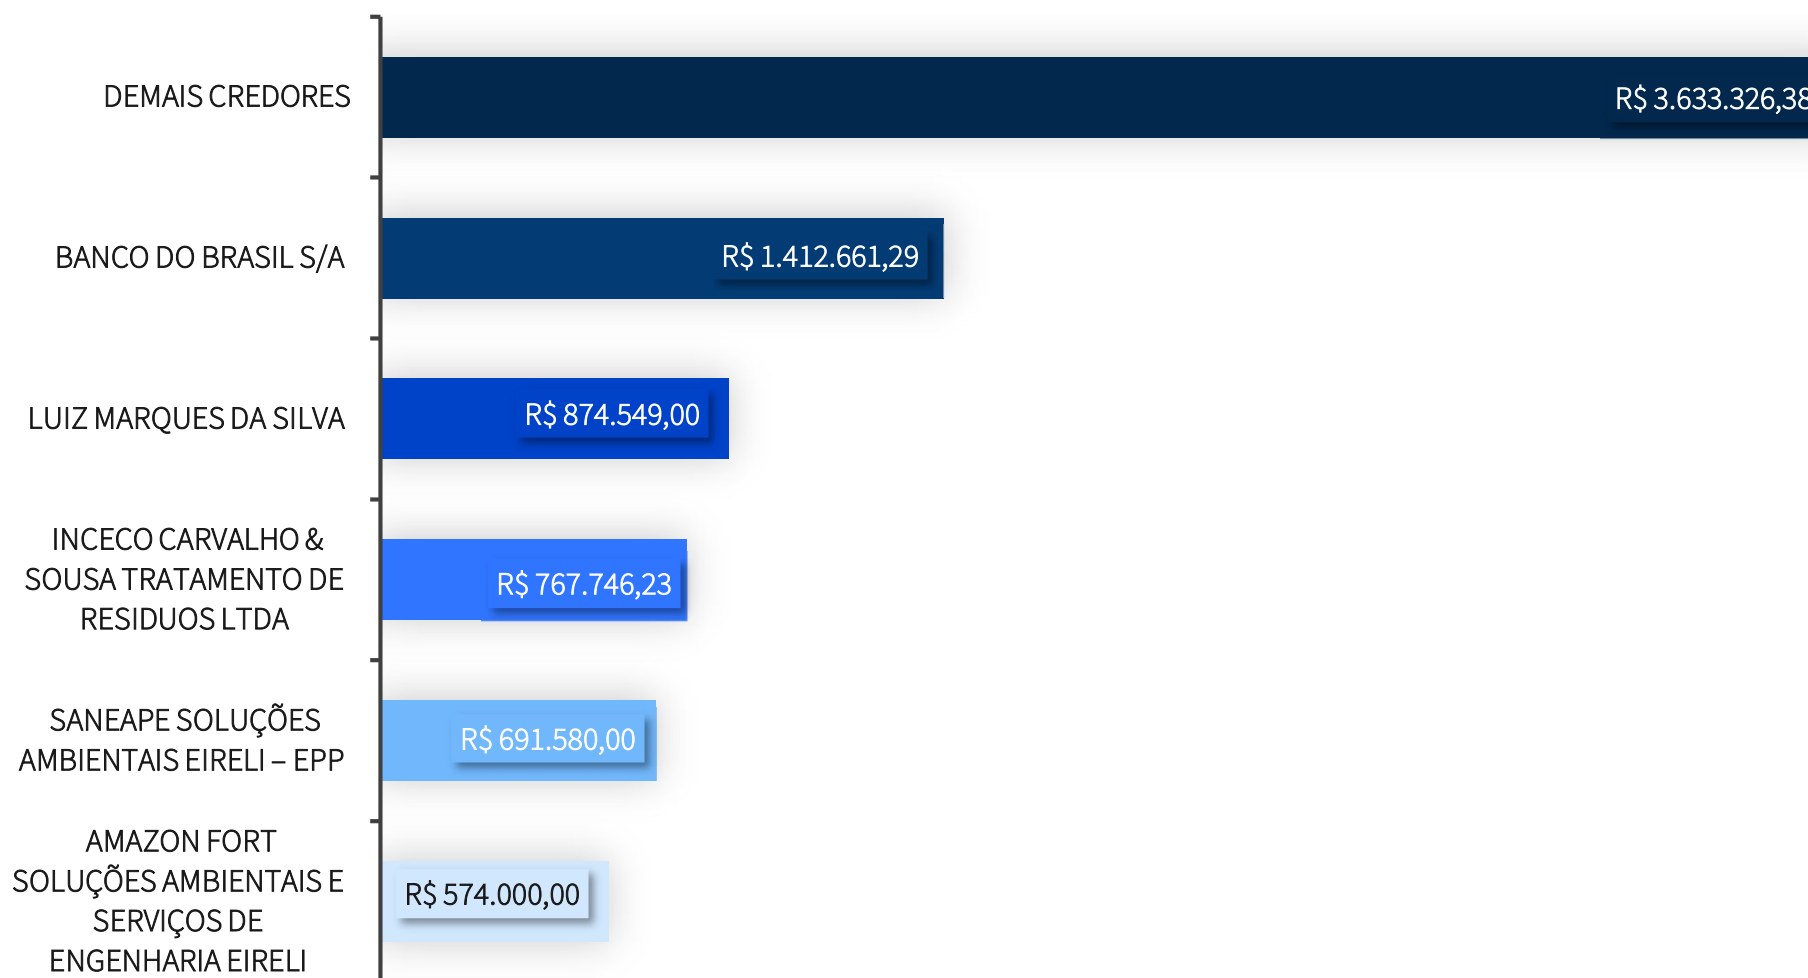 DEMAIS CREDORES
R$ 3.633.326,38
BANCO DO BRASIL S/A
R$ 1.412.661,29
LUIZ MARQUES DA SILVA
R$ 874.549,00
INCECO CARVALHO &
SOUSA TRATAMENTO DE
RESIDUOS LTDA
R$ 767.746,23
SANEAPE SOLUÇÕES
AMBIENTAIS EIRELI – EPP
R$ 691.580,00
AMAZON FORT
SOLUÇÕES AMBIENTAIS E
SERVIÇOS DE
ENGENHARIA EIRELI
R$ 574.000,00